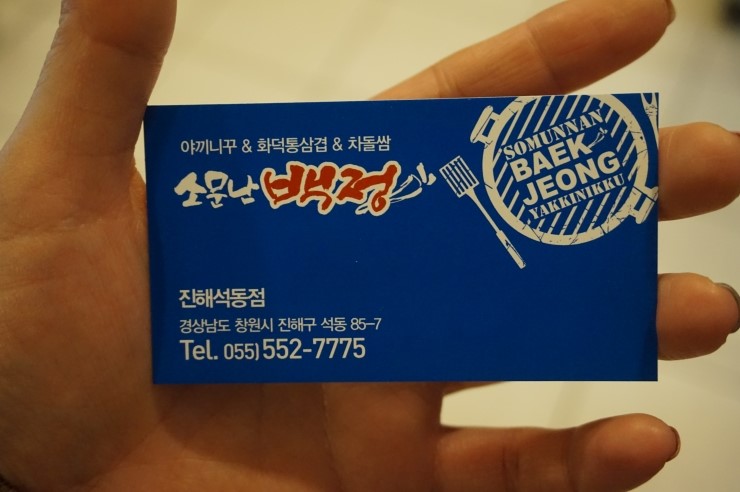 야끼니꾸 & 화덕통삼겹 & 차돌쌈
소문난 백정
SOMUNNAN
BAEK
JEONG
YAKKINIKKU
진해석동점
경상남도 창원시 진해구 석동 85-7
Tel. 055) 552-7775